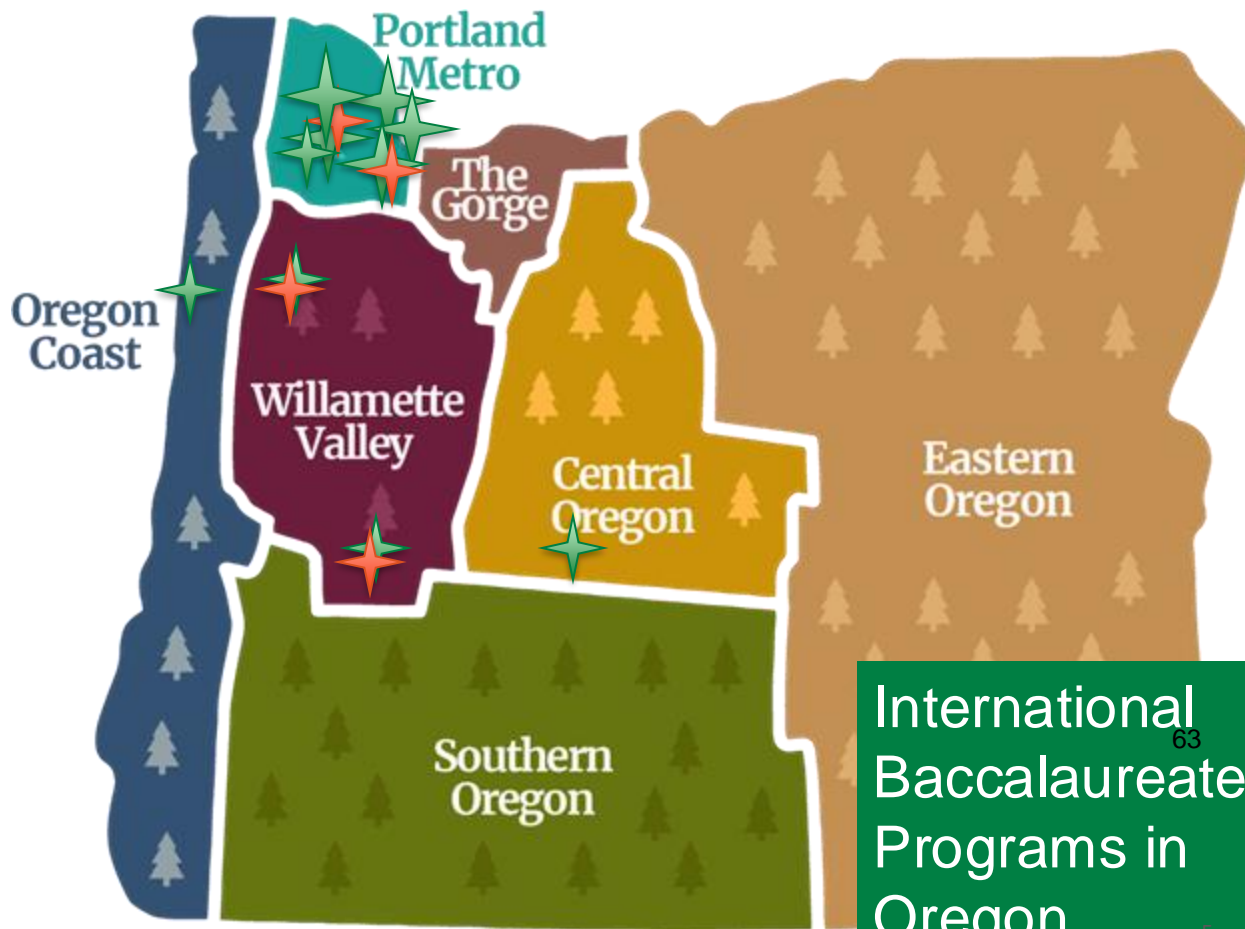 Portland
Metro
The
Gorge
Oregon
Coast
Willamette
Valley
Central
Oregon
Eastern
Oregon
Southern
Oregon
International
63
Baccalaureate
Programs in
Oregon